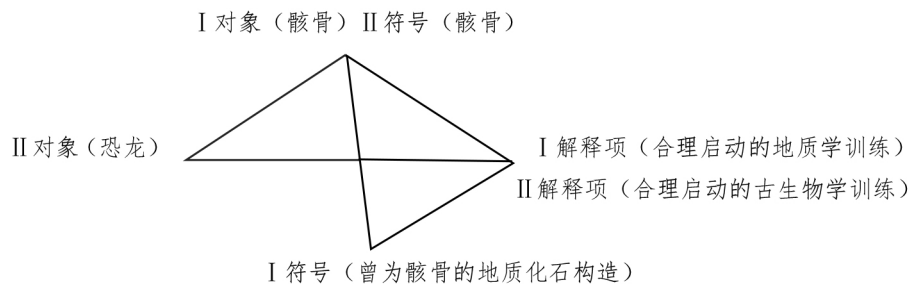 Ⅰ对象（骸骨）Ⅱ符号（骸骨）
Ⅱ对象（恐龙）
Ⅰ解释项（合理启动的地质学训练）
Ⅱ解释项（合理启动的古生物学训练）
Ⅰ符号（曾为骸骨的地质化石构造）